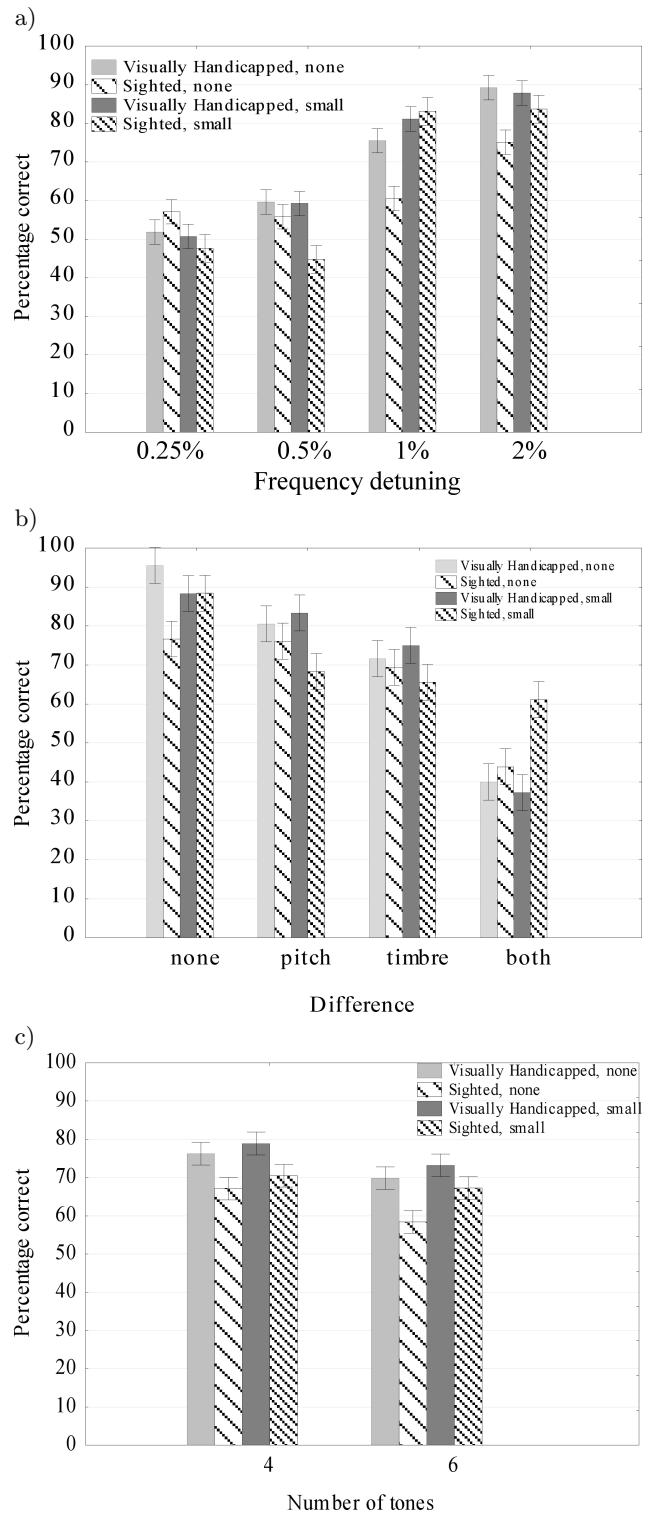 a)
100
90
80
70
60
50
40
30
20
10
0
Percentage correct
Visually Handicapped, none
Sighted, none
Visually Handicapped, small
Sighted, small
0.25% 0.5% 1% 2%
Frequency detuning
b)
100
90
80
70
60
50
40
30
20
10
0
Percentage correct
Visually Handicapped, none
Sighted, none
Visually Handicapped, small
Sighted, small
none pitch timbre both
Difference
c)
100
90
80
70
60
50
40
30
20
10
0
Percentage correct
Visually Handicapped, none
Sighted, none
Visually Handicapped, small
Sighted, small
4 6
Number of tones